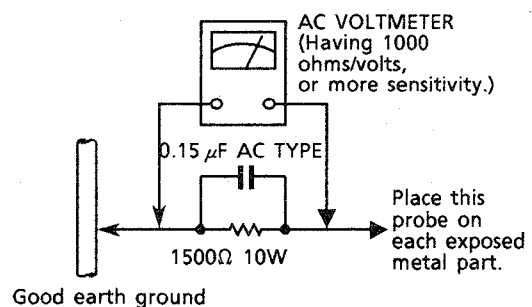 AC VOLTMETER
(Having 1000
ohms/volts,
or more sensitivity.)
0.15 µF AC TYPE
1500Ω 10W
Place this
probe on
each exposed
metal part.
Good earth ground